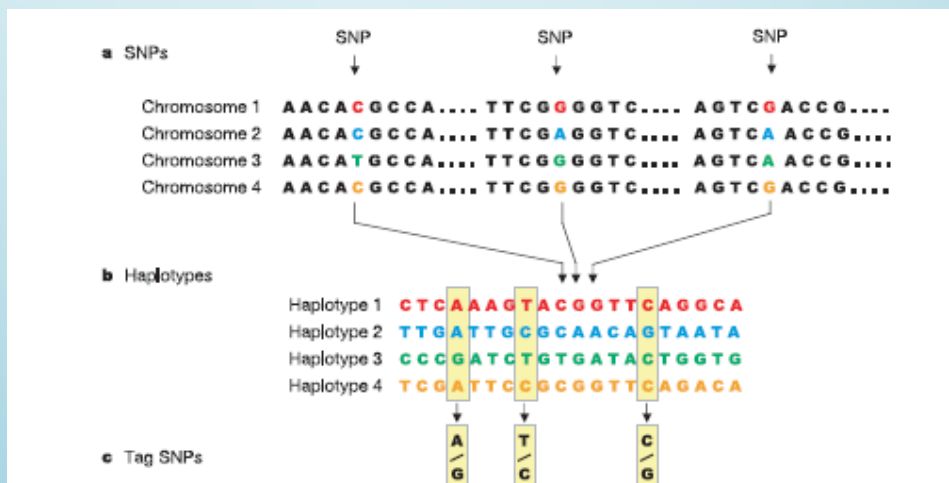 a SNPs
SNP SNP SNP
Chromosome 1 AACACGCCA.... TTCGGGGTC.... AGTCGACCG....
Chromosome 2 AACACGCCA.... TTCGAGGTC.... AGTCAACCG....
Chromosome 3 AACATGCCA.... TTCGGGGTC.... AGTCAACCG....
Chromosome 4 AACACGCCA.... TTCGGGGTC.... AGTCGACCG....
b Haplotypes
Haplotype 1 CTCAAAGTACGGTTCAGGCA
Haplotype 2 TTGATTGCGCAACAGTAATA
Haplotype 3 CCCGATCTGTGATACTGGTG
Haplotype 4 TCGATTCCGCGGTTCAGACA
c Tag SNPs
A/G T/C C/G